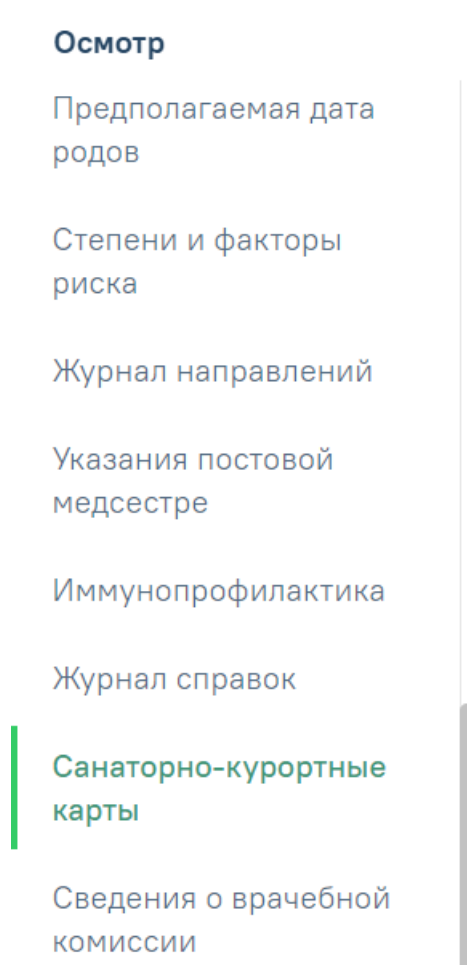 Осмотр
Предполагаемая дата
родов
Степени и факторы
риска
Журнал направлений
Указания постовой
медсестре
Иммунопрофилактика
Журнал справок
Санаторно-курортные
карты
Сведения о врачебной
комиссии